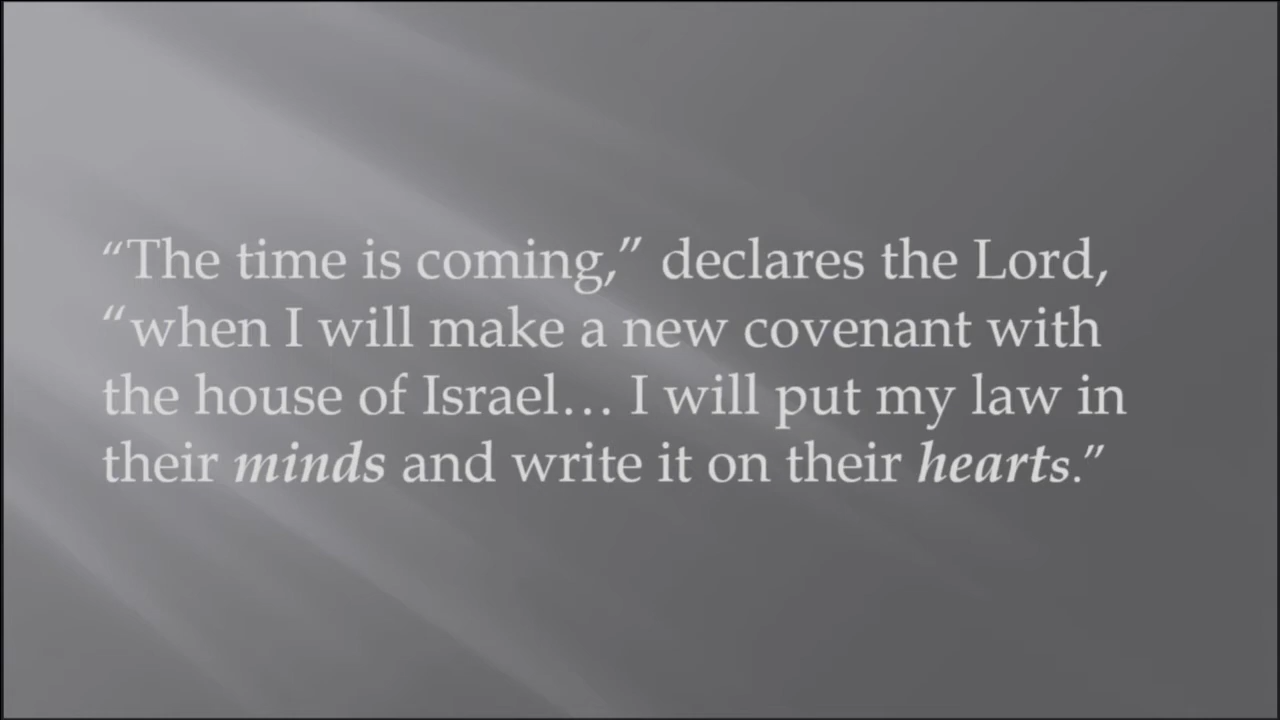 “The time is coming,” declares the Lord,
“when I will make a new covenant with
the house of Israel… I will put my law in
their minds and write it on their hearts.”